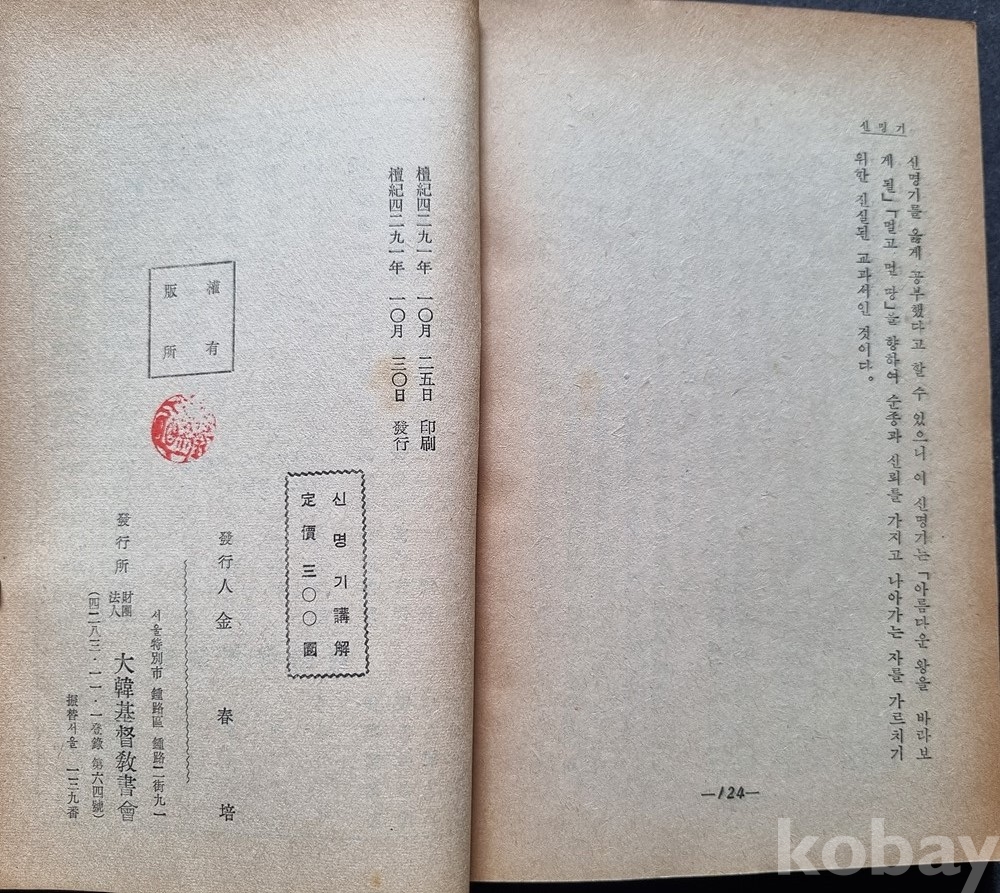 신명기
신명기를 옳게 공부했다고 할 수 있으니 이 신명기는 「아름다운 왕을 바라보
게 될」 「멀고 먼 땅」을 향하여 순종과 신뢰를 가지고 나아가는 자를 가르치기
위한 진실된 교과서인 것이다。
—124—
檀紀四二九一年 一〇月 二五日 印刷
檀紀四二九一年 一〇月 三〇日 發行
신명기講解
定價 三〇〇圜
權有
版所
發行人 金春培
서울特別市 鍾路區 鍾路二街九一
發行所 財團法人 大韓基督敎書會
(四二八三·一一·一登錄 第六四號)
振替서울 一三九番
kobay